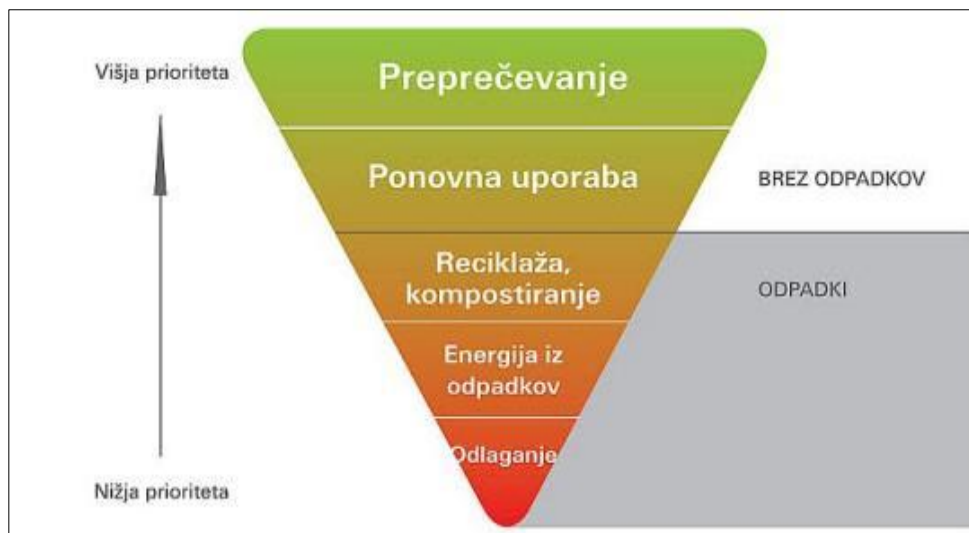 Višja prioriteta
Preprečevanje
Ponovna uporaba
BREZ ODPADKOV
Reciklaža,
kompostiranje
ODPADKI
Energija iz
odpadkov
Odlaganje
Nižja prioriteta